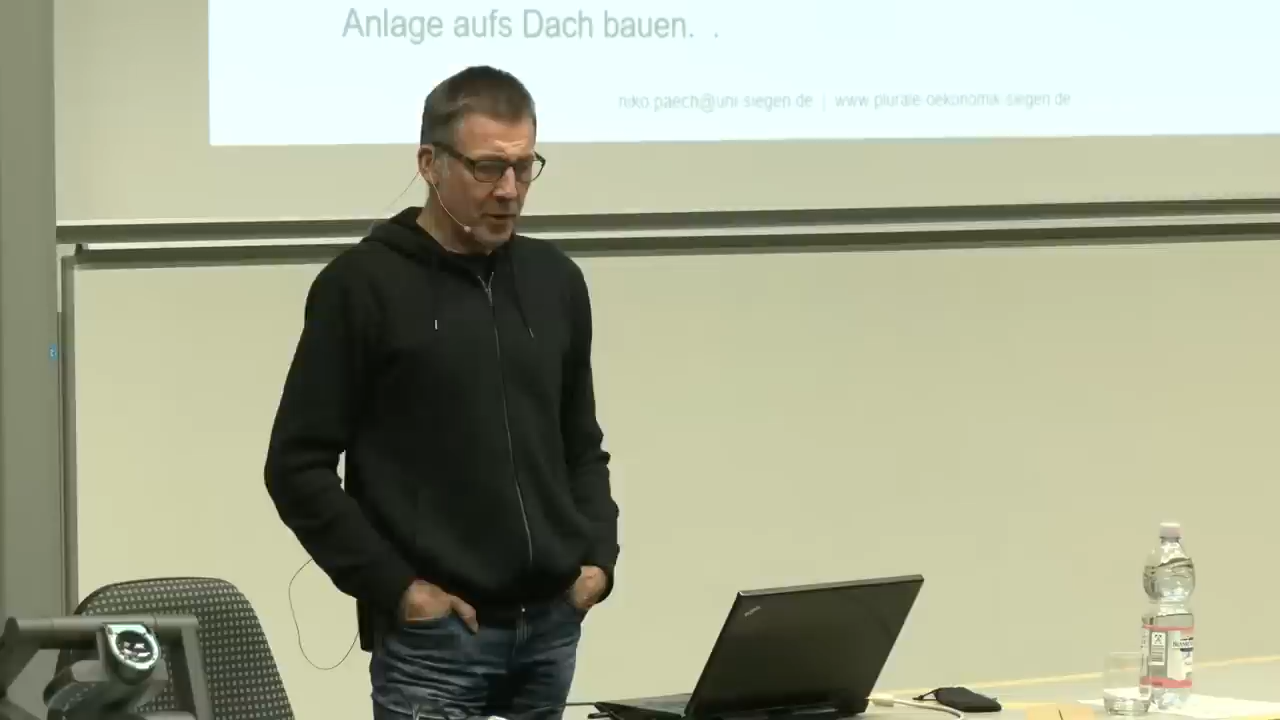 Anlage aufs Dach bauen. .
niko.paech@uni-siegen.de | www.plurale-oekonomik-siegen.de